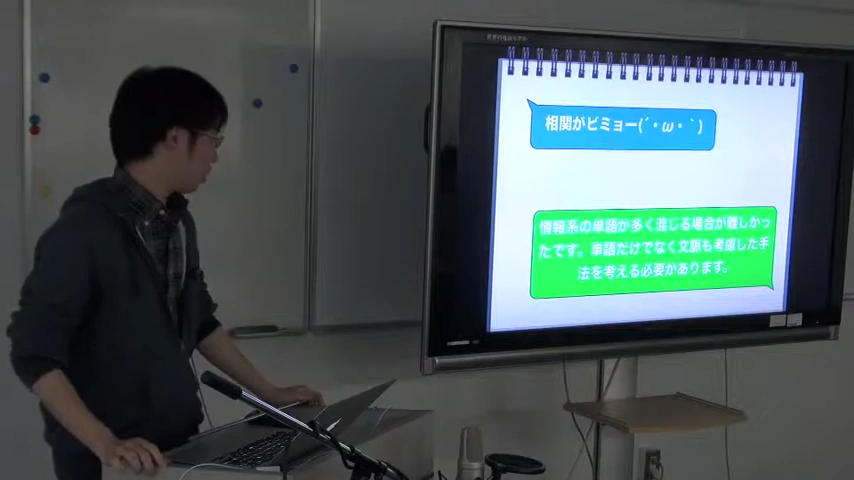 相関がビミョー(´・ω・｀)
情報系の単語が多く混じる場合が難しかっ
たです。単語だけでなく文脈も考慮した手
法を考える必要があります。